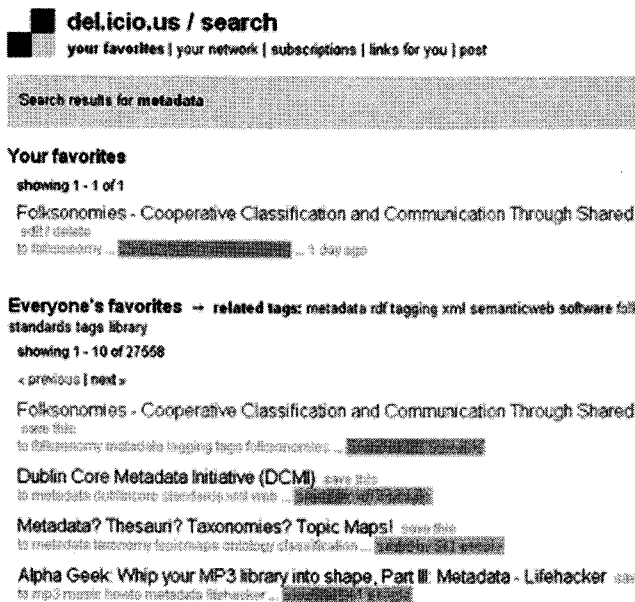 del.icio.us / search
your favorites | your network | subscriptions | links for you | post
Search results for metadata
Your favorites
showing 1 - 1 of 1
Folksonomies - Cooperative Classification and Communication Through Shared
edit / delete
to folksonomy ... ... 1 day ago
Everyone's favorites → related tags: metadata rdf tagging xml semanticweb software fol
standards tags library
showing 1 - 10 of 27558
« previous | next »
Folksonomies - Cooperative Classification and Communication Through Shared
save this
to folksonomy metadata tagging tags folksonomies ...
Dublin Core Metadata Initiative (DCMI) save this
to metadata dublincore standards xml web ...
Metadata? Thesauri? Taxonomies? Topic Maps! save this
to metadata taxonomy topicmaps ontology classification ...
Alpha Geek: Whip your MP3 library into shape, Part III: Metadata - Lifehacker
to mp3 music howto metadata lifehacker ...